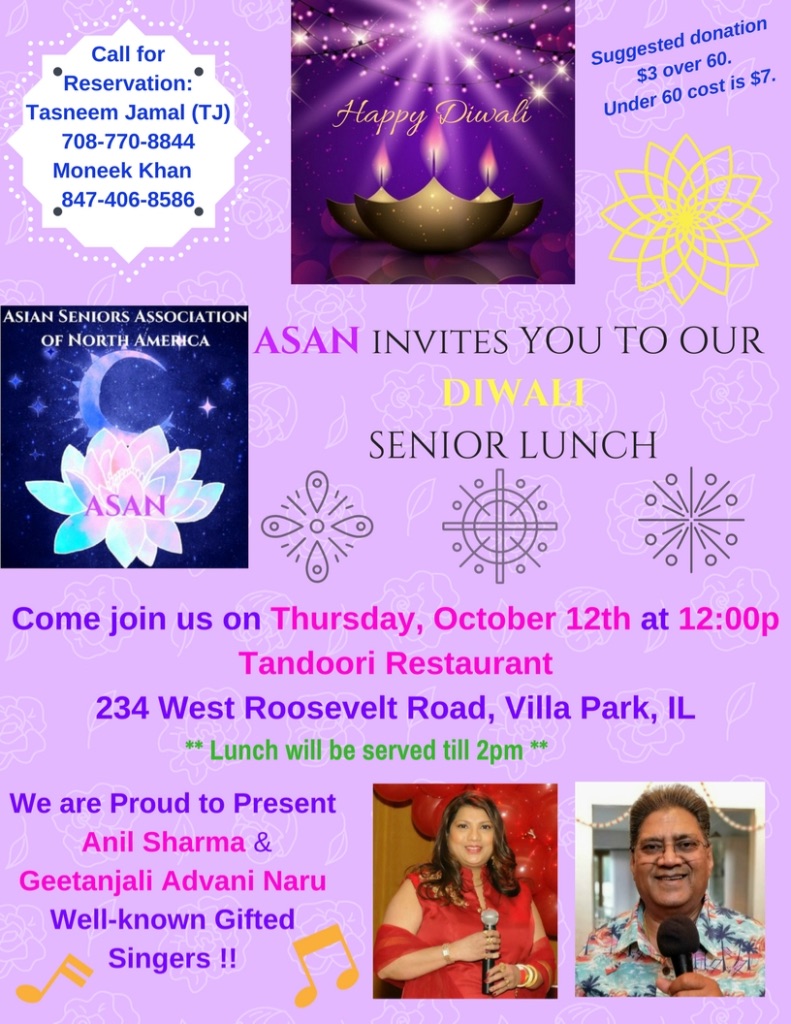 Call for
Reservation:
Tasneem Jamal (TJ)
708-770-8844
Moneek Khan
847-406-8586
Happy Diwali
Suggested donation
$3 over 60.
Under 60 cost is $7.
Asian Seniors Association
of North America
ASAN
ASAN invites YOU TO OUR
DIWALI
SENIOR LUNCH
Come join us on Thursday, October 12th at 12:00p
Tandoori Restaurant
234 West Roosevelt Road, Villa Park, IL
** Lunch will be served till 2pm **
We are Proud to Present
Anil Sharma &
Geetanjali Advani Naru
Well-known Gifted
Singers !!